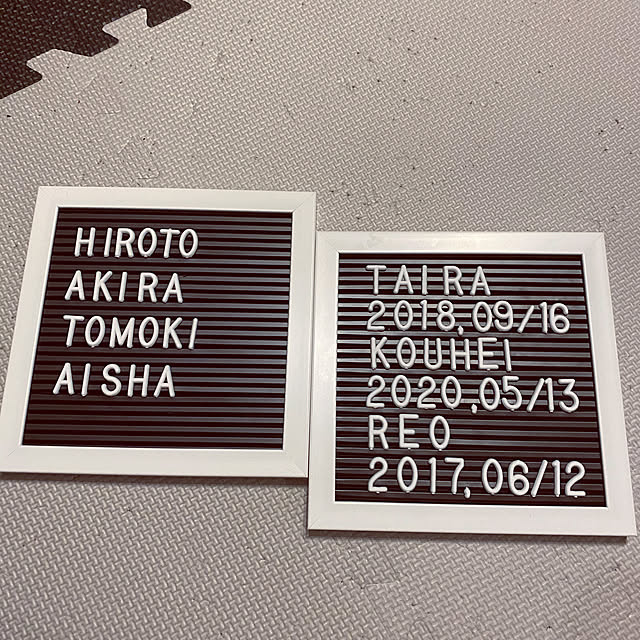 HIROTO
AKIRA
TOMOKI
AISHA
TAIRA
2018,09/16
KOUHEI
2020,05/13
REO
2017,06/12